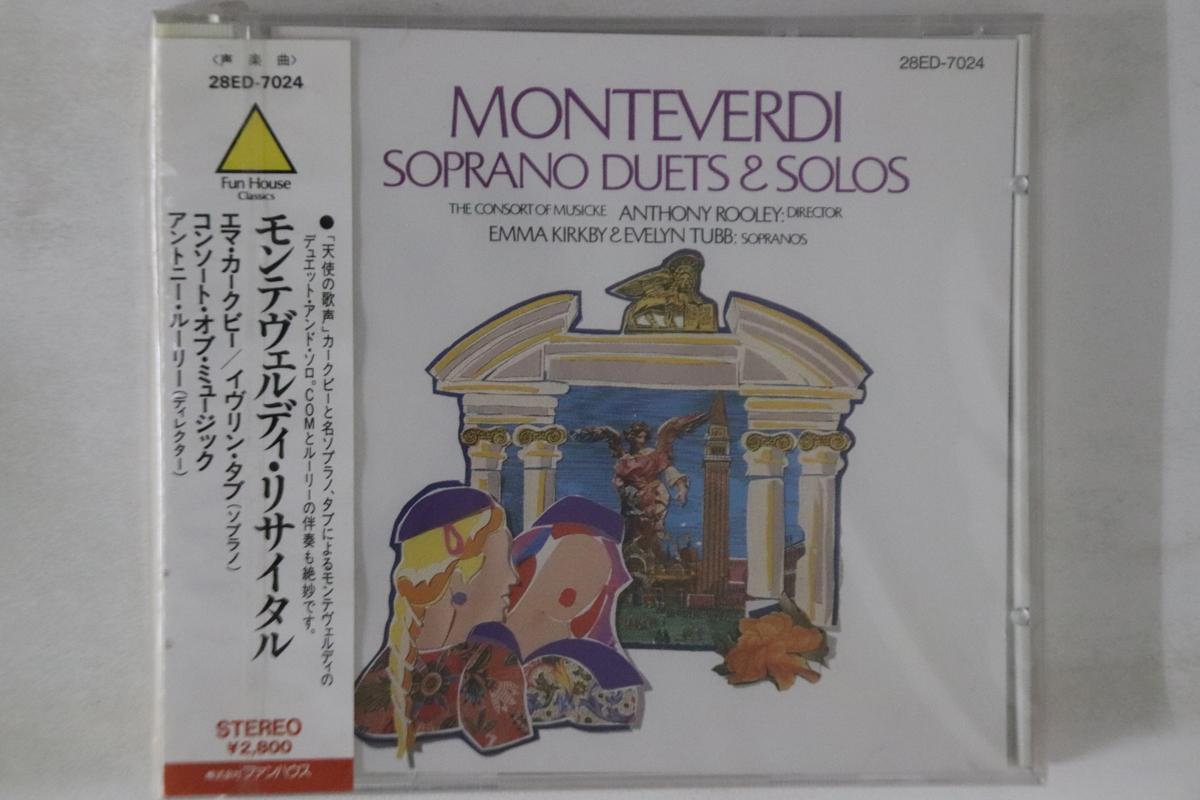 〈声楽曲〉
28ED-7024
Fun House
Classics
●「天使の歌声」カークビーと名ソプラノ、タブによるモンテヴェルディの
デュエット・アンド・ソロ。COMとルーリーの伴奏も絶妙です。
モンテヴェルディ・リサイタル
エマ・カークビー/イヴリン・タブ(ソプラノ)
コンソート・オブ・ミュージック
アントニー・ルーリー(ディレクター)
STEREO
¥2,800
株式会社ファンハウス
28ED-7024
MONTEVERDI
SOPRANO DUETS & SOLOS
THE CONSORT OF MUSICKE ANTHONY ROOLEY: DIRECTOR
EMMA KIRKBY & EVELYN TUBB: SOPRANOS